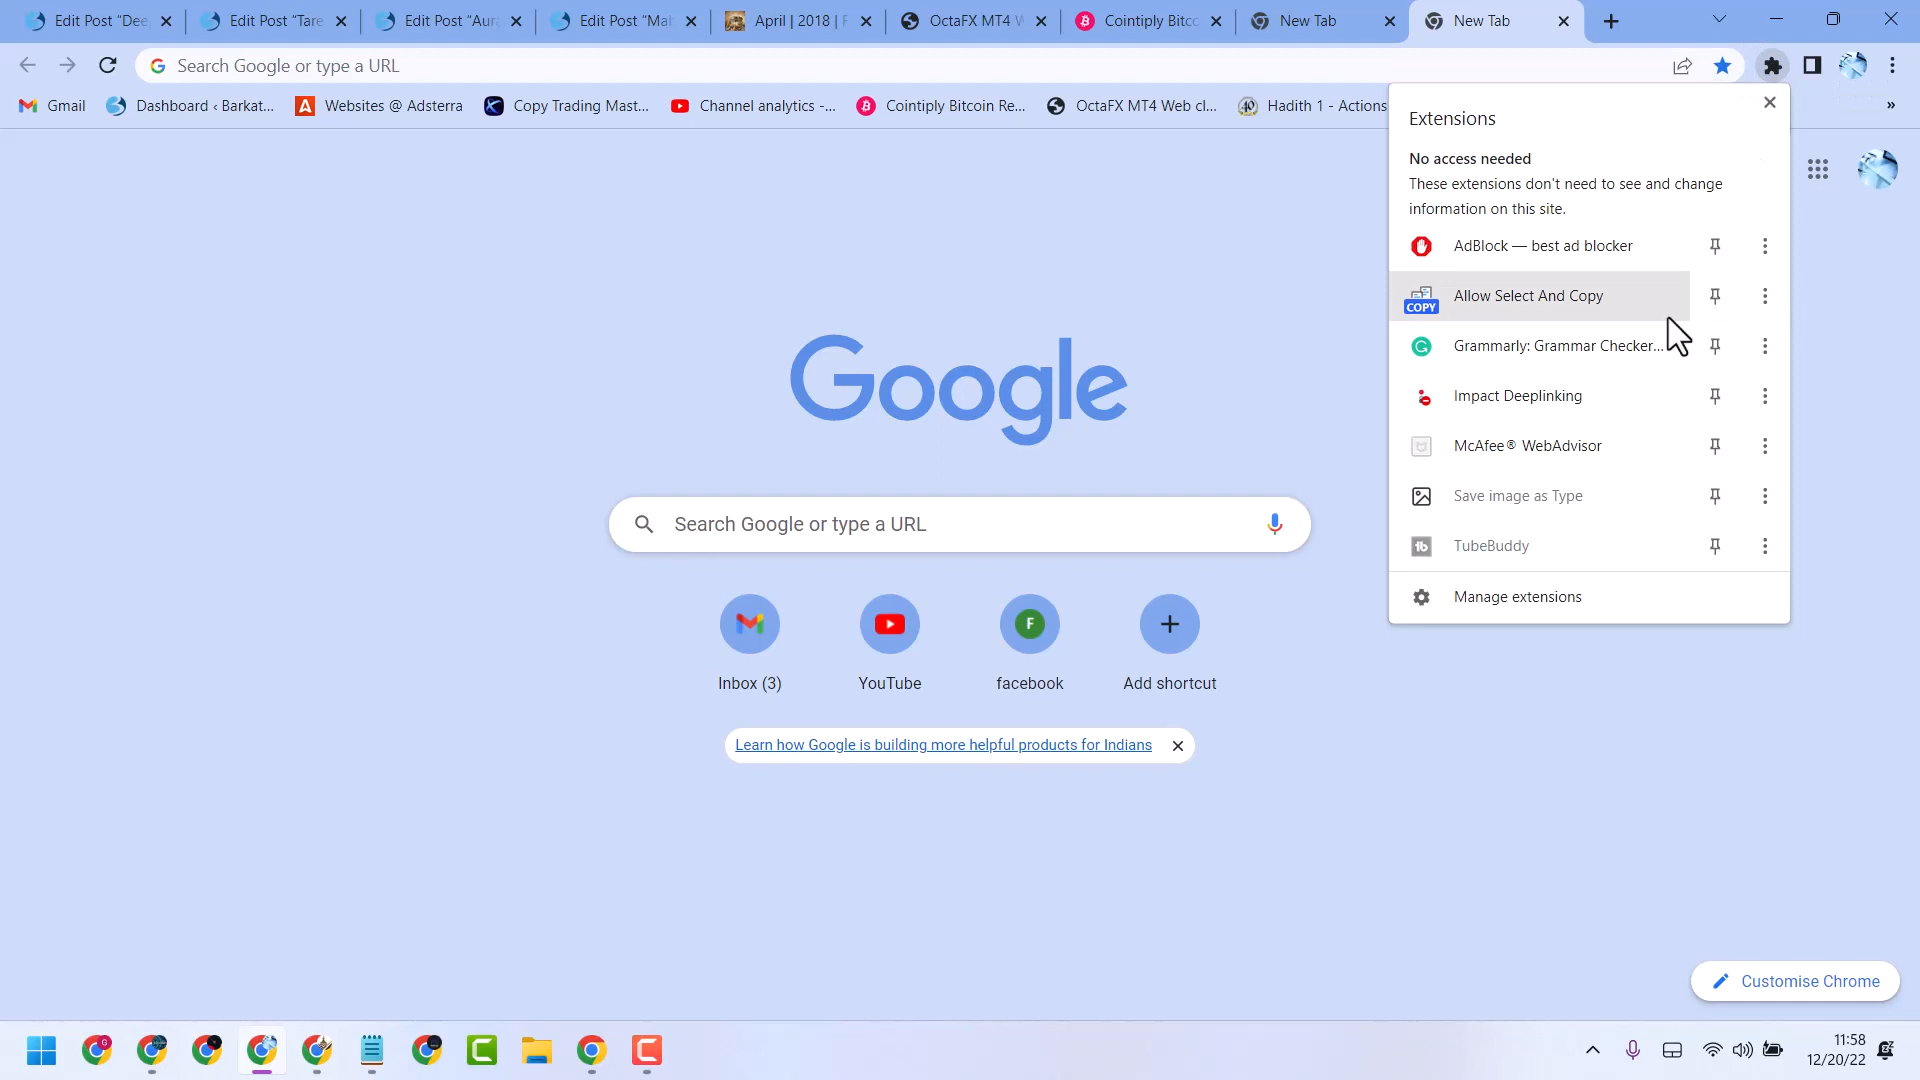 Edit Post "Dee
Edit Post "Tare
Edit Post "Aura
Edit Post "Mah
April | 2018 | F
OctaFX MT4 W
Cointiply Bitco
New Tab
New Tab
Search Google or type a URL
Gmail
Dashboard ‹ Barkat...
Websites @ Adsterra
Copy Trading Mast...
Channel analytics -...
Cointiply Bitcoin Re...
OctaFX MT4 Web cl...
Hadith 1 - Actions
»
Extensions
No access needed
These extensions don't need to see and change
information on this site.
AdBlock — best ad blocker
COPY
Allow Select And Copy
Grammarly: Grammar Checker...
Impact Deeplinking
McAfee® WebAdvisor
Save image as Type
tb
TubeBuddy
Manage extensions
Google
Search Google or type a URL
F
Inbox (3)
YouTube
facebook
Add shortcut
Learn how Google is building more helpful products for Indians
Customise Chrome
11:58
12/20/22